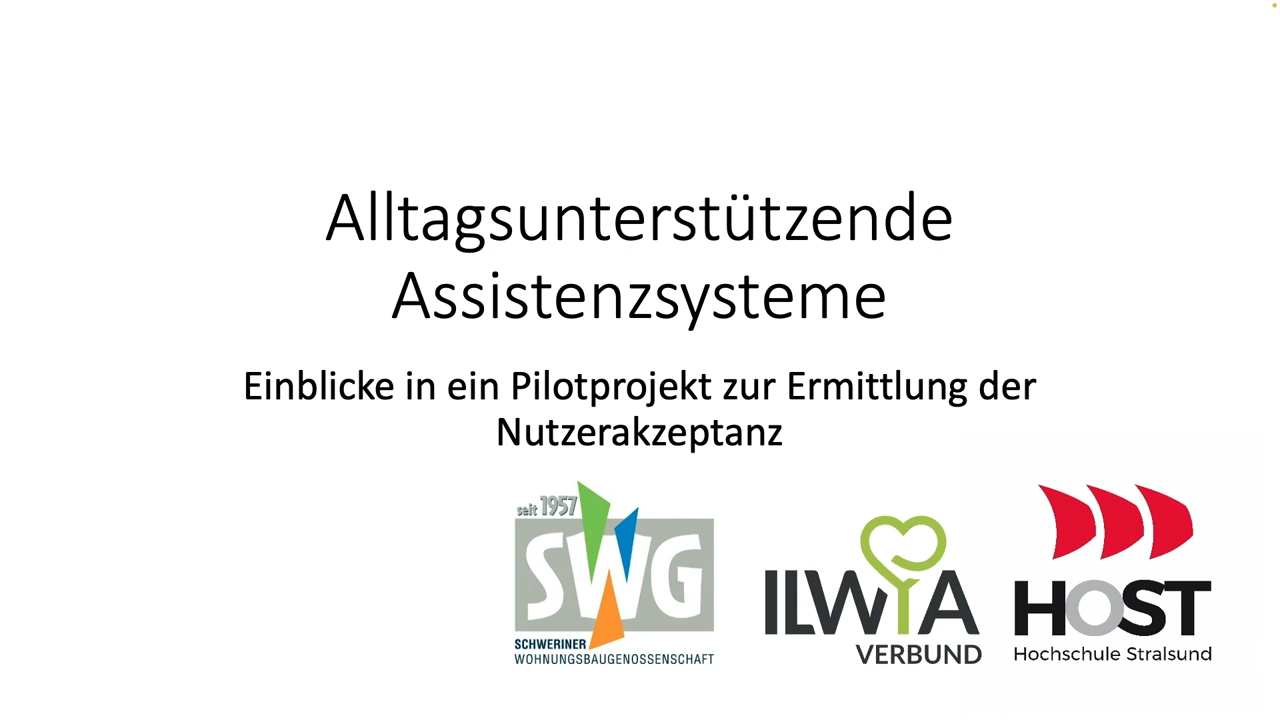 Alltagsunterstützende
Assistenzsysteme
Einblicke in ein Pilotprojekt zur Ermittlung der
Nutzerakzeptanz
seit 1957
SWG
SCHWERINER
WOHNUNGSBAUGENOSSENSCHAFT
ILWiA
VERBUND
HOST
Hochschule Stralsund